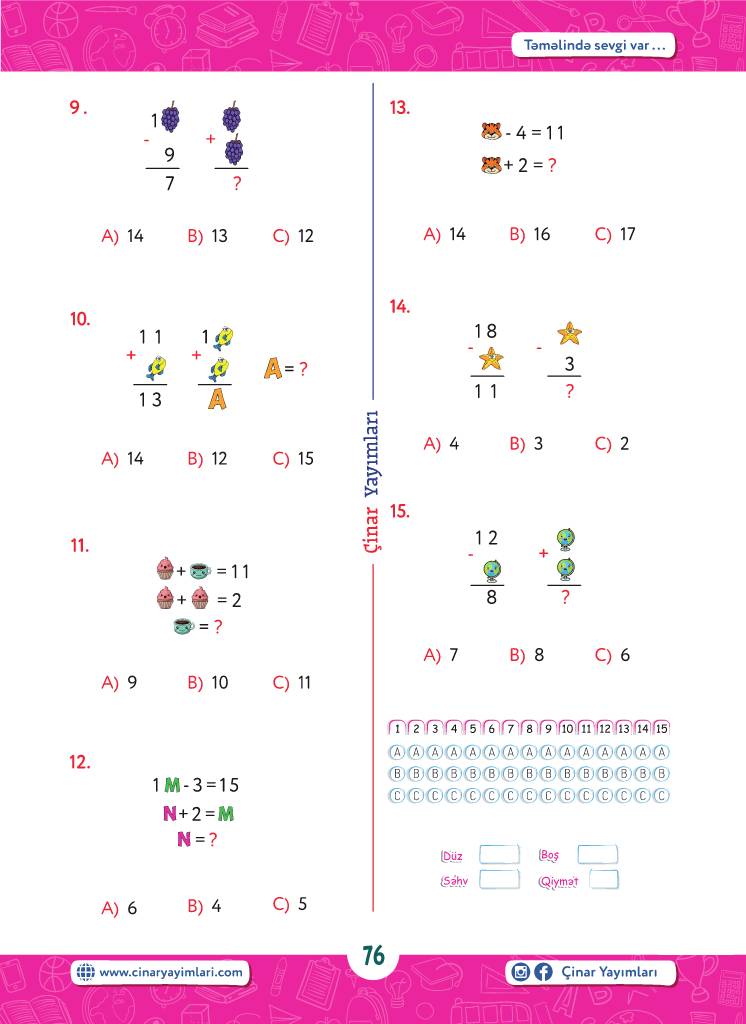 Təməlində sevgi var ...
9.
1
- 9
7
+
?
A) 14 B) 13 C) 12
10.
1 1
+
1 3
1
+
A
A = ?
A) 14 B) 12 C) 15
11.
+ = 11
+ = 2
= ?
A) 9 B) 10 C) 11
12.
1 M - 3 = 15
N + 2 = M
N = ?
A) 6 B) 4 C) 5
Çinar Yayımları
13.
- 4 = 11
+ 2 = ?
A) 14 B) 16 C) 17
14.
1 8
-
1 1
-
3
?
A) 4 B) 3 C) 2
15.
1 2
-
8
+
?
A) 7 B) 8 C) 6
1 2 3 4 5 6 7 8 9 10 11 12 13 14 15
A A A A A A A A A A A A A A A
B B B B B B B B B B B B B B B
C C C C C C C C C C C C C C C
Düz Boş
Səhv Qiymət
76
www.cinaryayimlari.com
Çinar Yayımları